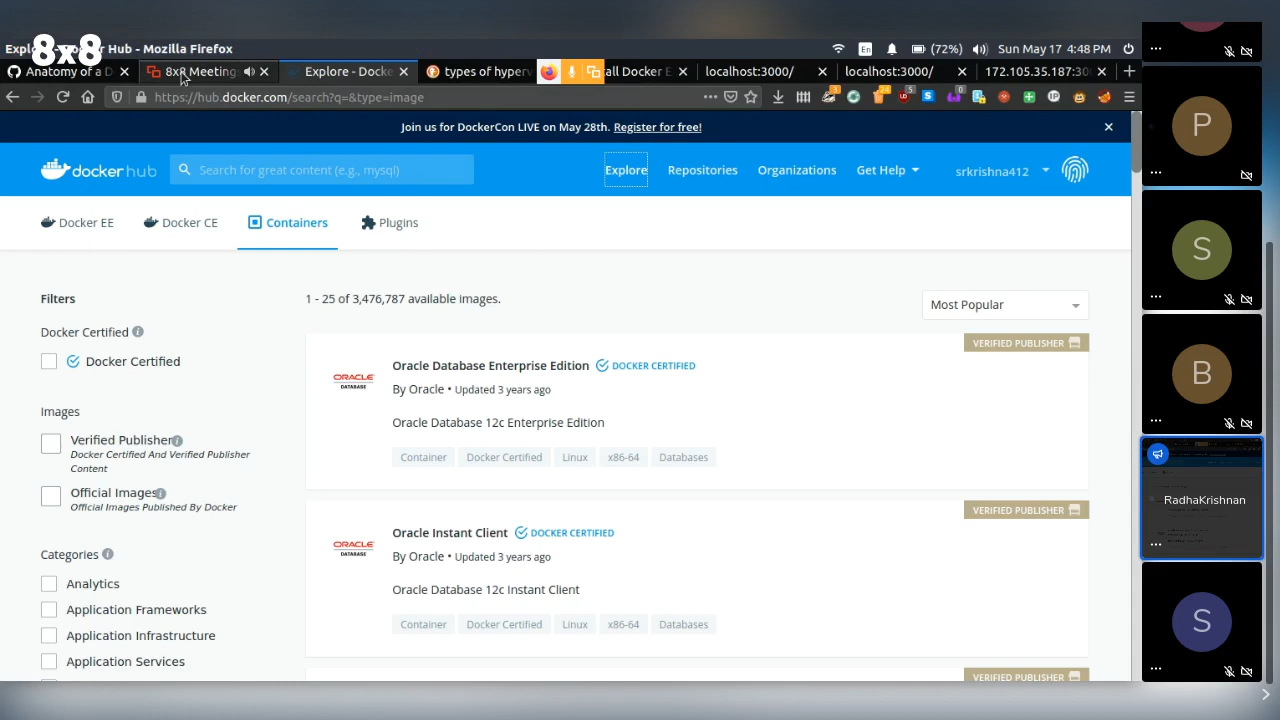 Explore - Docker Hub - Mozilla Firefox
8x8
En (72%) Sun May 17 4:48 PM
Anatomy of a D 8x8 Meeting Explore - Docke types of hyperv tall Docker E localhost:3000/ localhost:3000/ 172.105.35.187:30
https://hub.docker.com/search?q=&type=image
Join us for DockerCon LIVE on May 28th. Register for free!
docker hub Search for great content (e.g., mysql) Explore Repositories Organizations Get Help srkrishna412
Docker EE Docker CE Containers Plugins
Filters
1 - 25 of 3,476,787 available images.
Most Popular
Docker Certified
Docker Certified
Images
Verified Publisher
Docker Certified And Verified Publisher
Content
Official Images
Official Images Published By Docker
Categories
Analytics
Application Frameworks
Application Infrastructure
Application Services
VERIFIED PUBLISHER
ORACLE
DATABASE
Oracle Database Enterprise Edition DOCKER CERTIFIED
By Oracle • Updated 3 years ago
Oracle Database 12c Enterprise Edition
Container Docker Certified Linux x86-64 Databases
VERIFIED PUBLISHER
ORACLE
DATABASE
Oracle Instant Client DOCKER CERTIFIED
By Oracle • Updated 3 years ago
Oracle Database 12c Instant Client
Container Docker Certified Linux x86-64 Databases
VERIFIED PUBLISHER
P
S
B
RadhaKrishnan
S